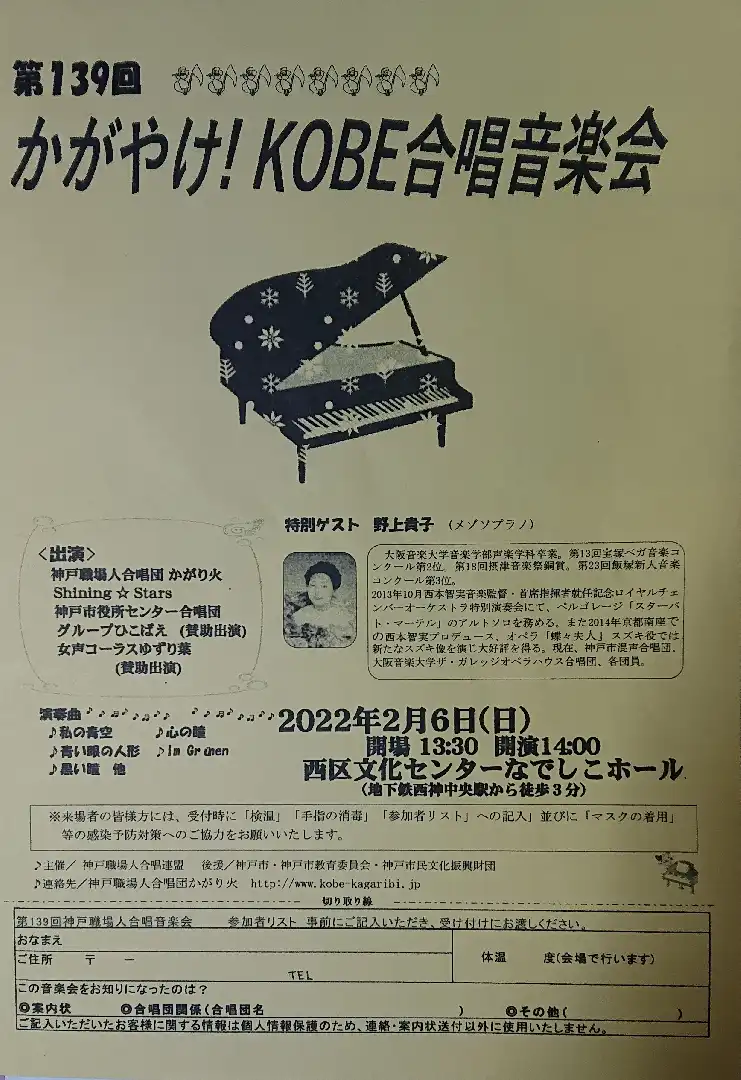 第139回
かがやけ! KOBE合唱音楽会
特別ゲスト 野上貴子 (メゾソプラノ)
大阪音楽大学音楽学部声楽学科卒業。第13回宝塚ベガ音楽コ
ンクール第2位。第18回摂津音楽祭銅賞。第23回飯塚新人音楽
コンクール第3位。
2013年10月西本智実音楽監督・首席指揮者就任記念ロイヤルチェ
ンバーオーケストラ特別演奏会にて、ペルゴレージ「スターバ
ト・マーテル」のアルトソロを務める。また2014年京都南座で
の西本智実プロデュース、オペラ「蝶々夫人」スズキ役では
新たなスズキ像を演じ大好評を得る。現在、神戸市混声合唱団、
大阪音楽大学ザ・カレッジオペラハウス合唱団、各団員。
<出演>
神戸職場人合唱団 かがり火
Shining ☆ Stars
神戸市役所センター合唱団
グループひこばえ (賛助出演)
女声コーラスゆずり葉
(賛助出演)
演奏曲
♪私の青空 ♪心の瞳
♪青い眼の人形 ♪Im Grünen
♪黒い瞳 他
2022年2月6日(日)
開場 13:30 開演14:00
西区文化センターなでしこホール
(地下鉄西神中央駅から徒歩3分)
※来場者の皆様方には、受付時に「検温」「手指の消毒」「参加者リスト」への記入」並びに「マスクの着用」
等の感染予防対策へのご協力をお願いいたします。
♪主催／ 神戸職場人合唱連盟 後援／神戸市・神戸市教育委員会・神戸市民文化振興財団
♪連絡先／神戸職場人合唱団かがり火 http://www.kobe-kagaribi.jp
切り取り線
第139回神戸職場人合唱音楽会 参加者リスト 事前にご記入いただき、受け付けにお渡しください。
おなまえ
ご住所 〒 －
TEL
体温 度(会場で行います)
この音楽会をお知りになったのは？
◎案内状 ◎合唱団関係(合唱団名 ) ◎その他( )
ご記入いただいたお客様に関する情報は個人情報保護のため、連絡・案内状送付以外に使用いたしません。